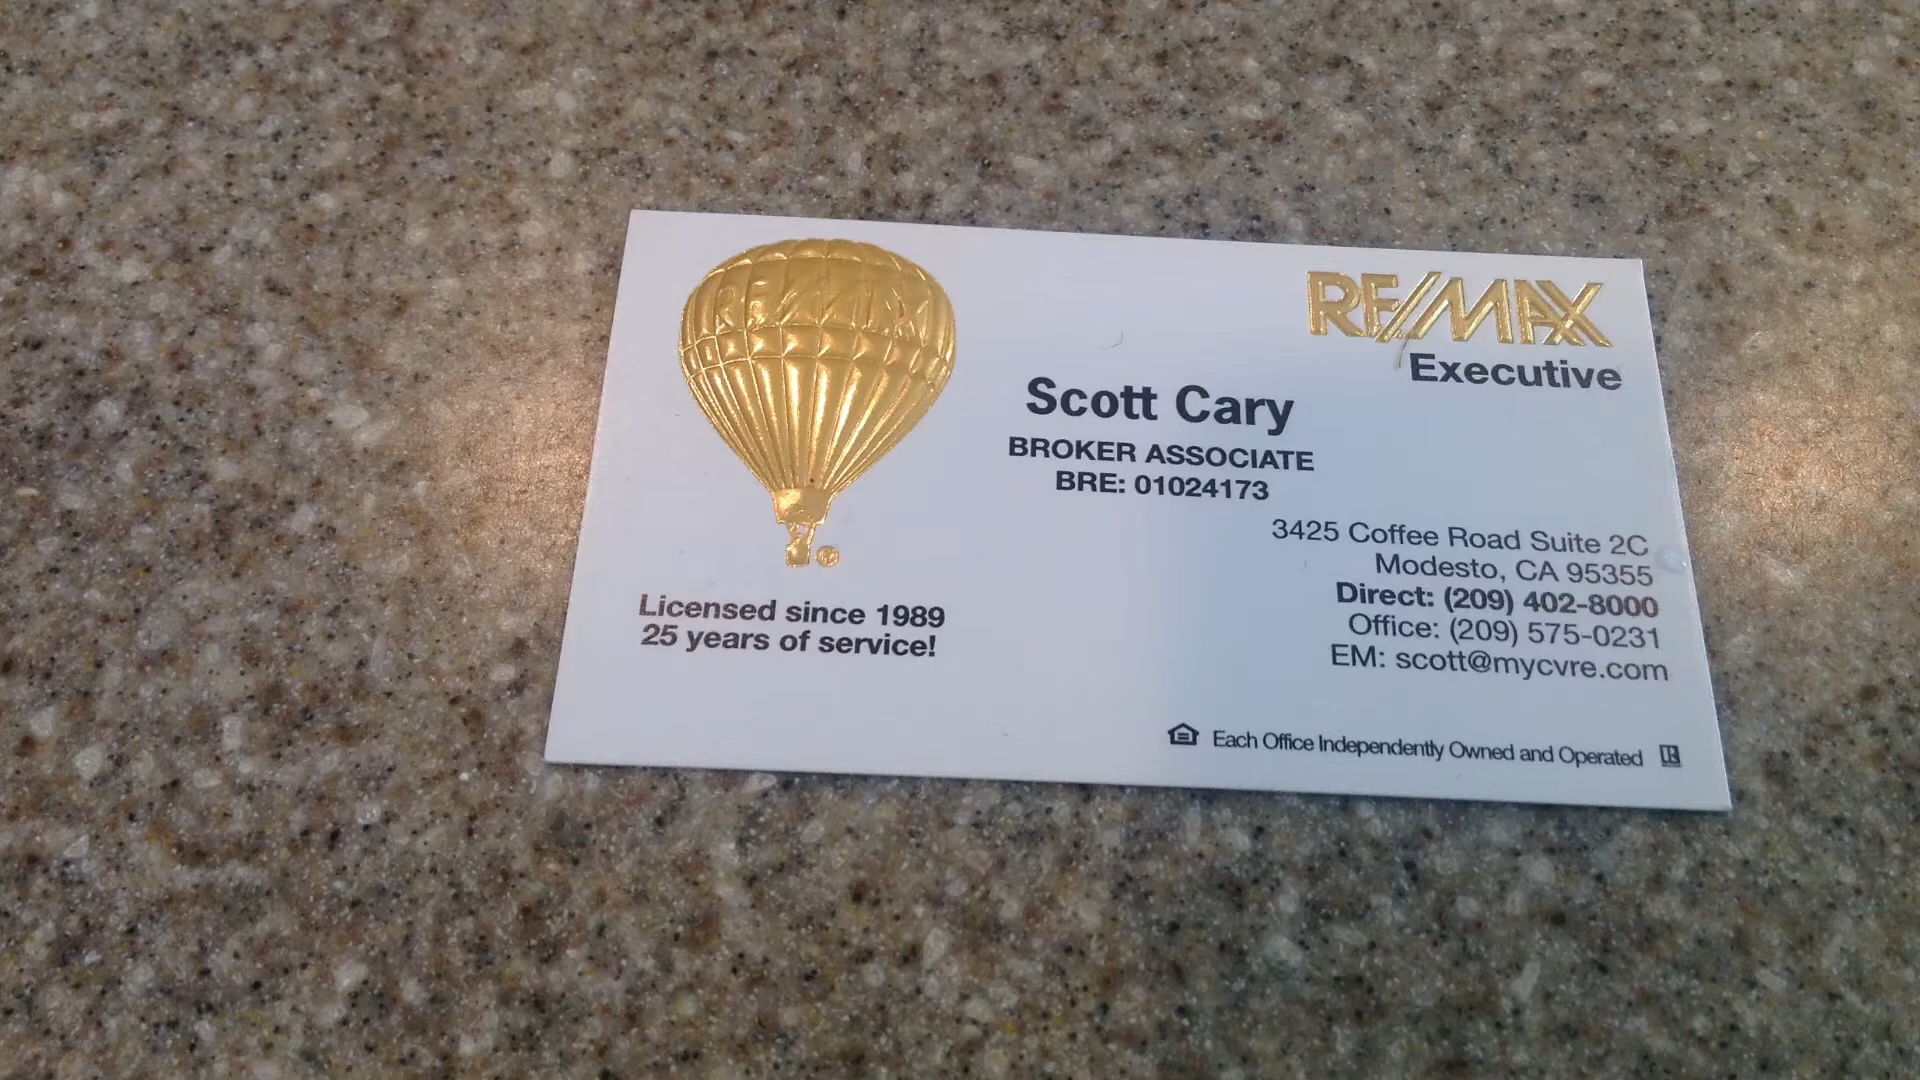 RE/MAX
RE/MAX
Executive
Scott Cary
BROKER ASSOCIATE
BRE: 01024173
3425 Coffee Road Suite 2C
Modesto, CA 95355
Direct: (209) 402-8000
Office: (209) 575-0231
EM: scott@mycvre.com
Licensed since 1989
25 years of service!
Each Office Independently Owned and Operated